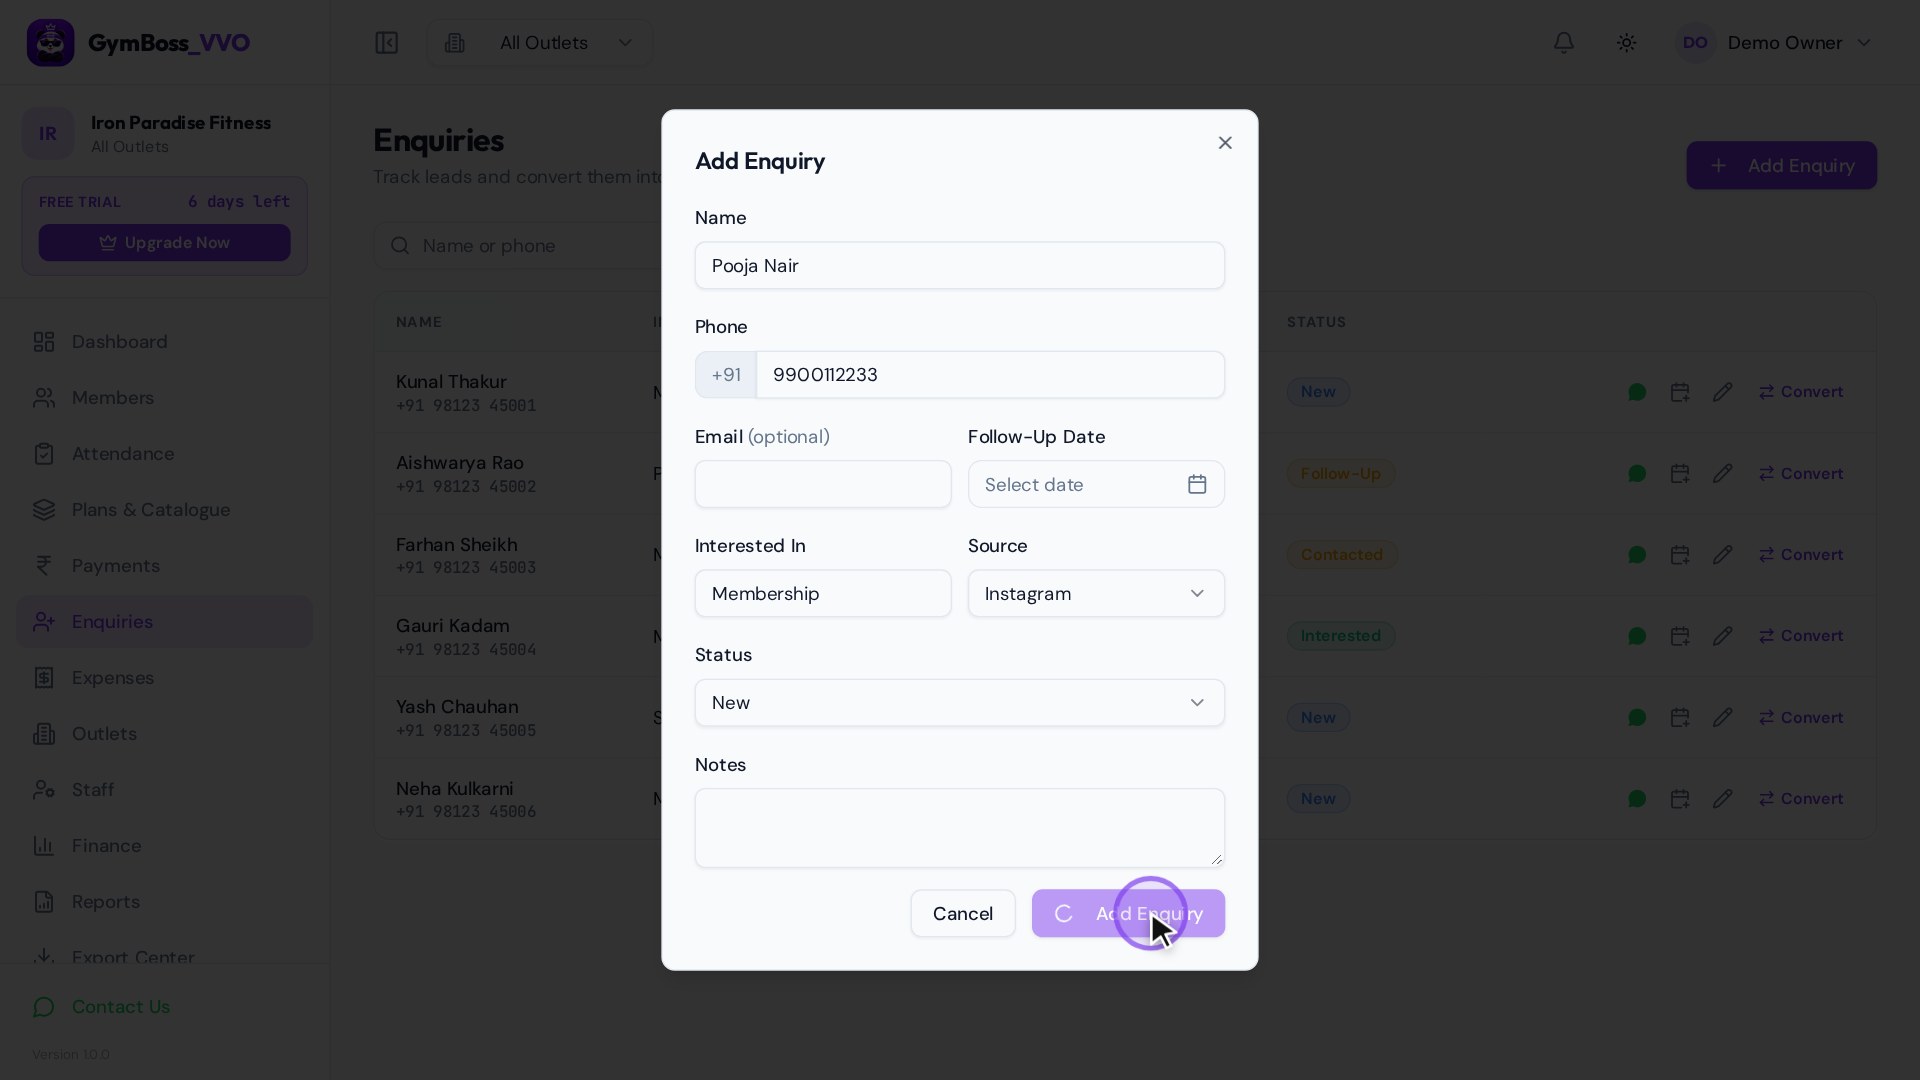 GymBoss_VVO
All Outlets
DO Demo Owner
IR Iron Paradise Fitness
All Outlets
FREE TRIAL 6 days left
Upgrade Now
Dashboard
Members
Attendance
Plans & Catalogue
Payments
Enquiries
Expenses
Outlets
Staff
Finance
Reports
Export Center
Contact Us
Version 1.0.0
Enquiries
Track leads and convert them
Add Enquiry
Name or phone
NAME STATUS
Kunal Thakur
+91 98123 45001
New Convert
Aishwarya Rao
+91 98123 45002
Follow-Up Convert
Farhan Sheikh
+91 98123 45003
Contacted Convert
Gauri Kadam
+91 98123 45004
Interested Convert
Yash Chauhan
+91 98123 45005
New Convert
Neha Kulkarni
+91 98123 45006
New Convert
Add Enquiry
Name
Pooja Nair
Phone
+91 9900112233
Email (optional) Follow-Up Date
Select date
Interested In Source
Membership Instagram
Status
New
Notes
Cancel Add Enquiry